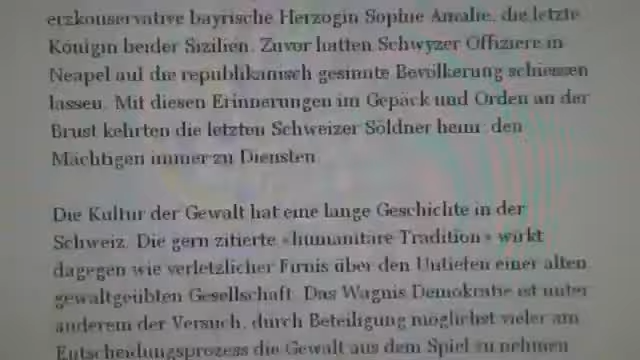 erzkonservative bayrische Herzogin Sophie Amalie, die letzte
Königin beider Sizilien. Zuvor hatten Schwyzer Offiziere in
Neapel auf die republikanisch gesinnte Bevölkerung schiessen
lassen. Mit diesen Erinnerungen im Gepäck und Orden an der
Brust kehrten die letzten Schweizer Söldner heim: den
Mächtigen immer zu Diensten.
Die Kultur der Gewalt hat eine lange Geschichte in der
Schweiz. Die gern zitierte «humanitäre Tradition» wirkt
dagegen wie verletzlicher Firnis über den Untiefen einer alten,
gewaltgeübten Gesellschaft. Das Wagnis Demokratie ist unter
anderem der Versuch, durch Beteiligung möglichst vieler am
Entscheidungsprozess die Gewalt aus dem Spiel zu nehmen